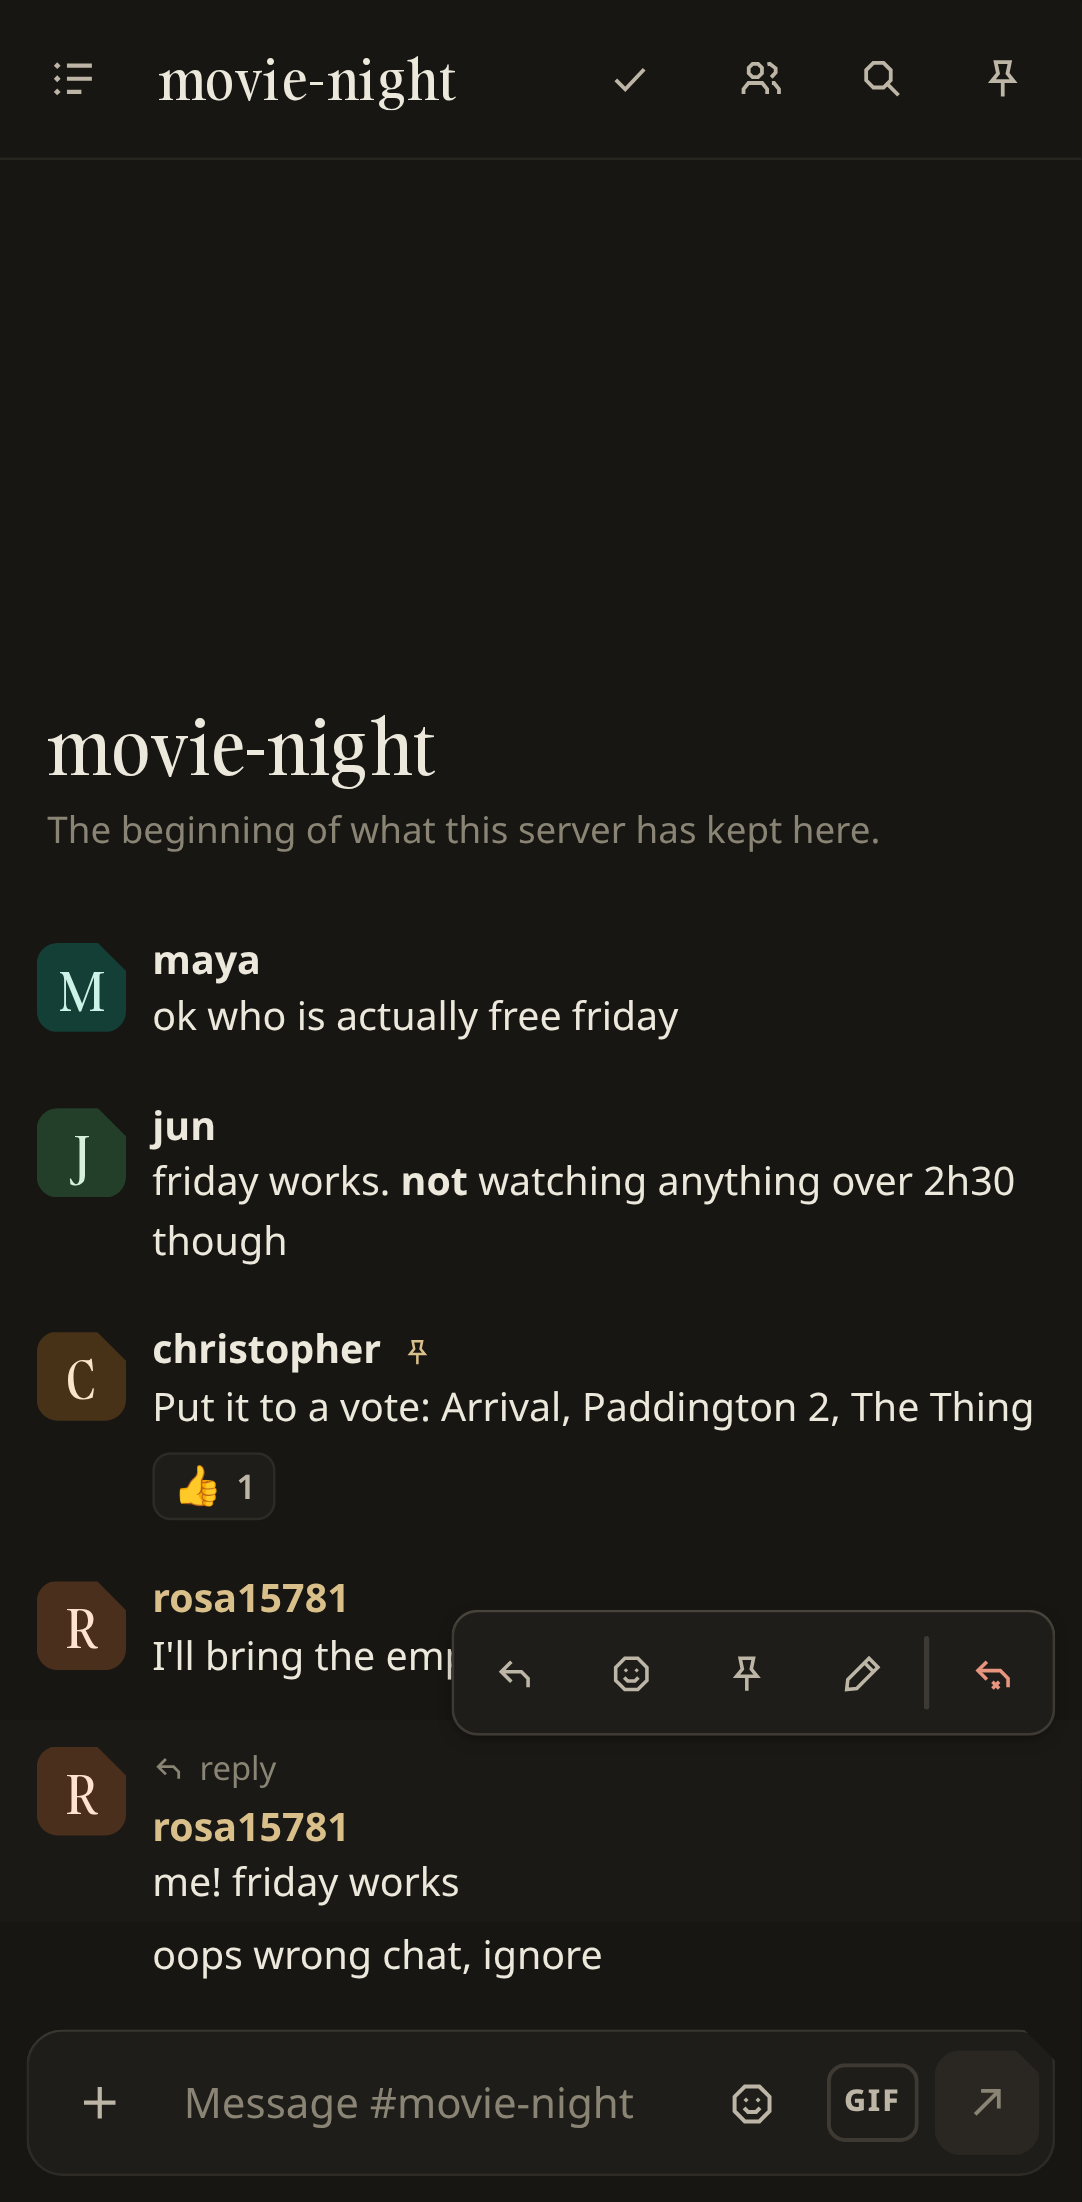 movie-night
movie-night
The beginning of what this server has kept here.
M
maya
ok who is actually free friday
J
jun
friday works. not watching anything over 2h30
though
C
christopher
Put it to a vote: Arrival, Paddington 2, The Thing
👍 1
R
rosa15781
I'll bring the
R
reply
rosa15781
me! friday works
oops wrong chat, ignore
Message #movie-night
GIF